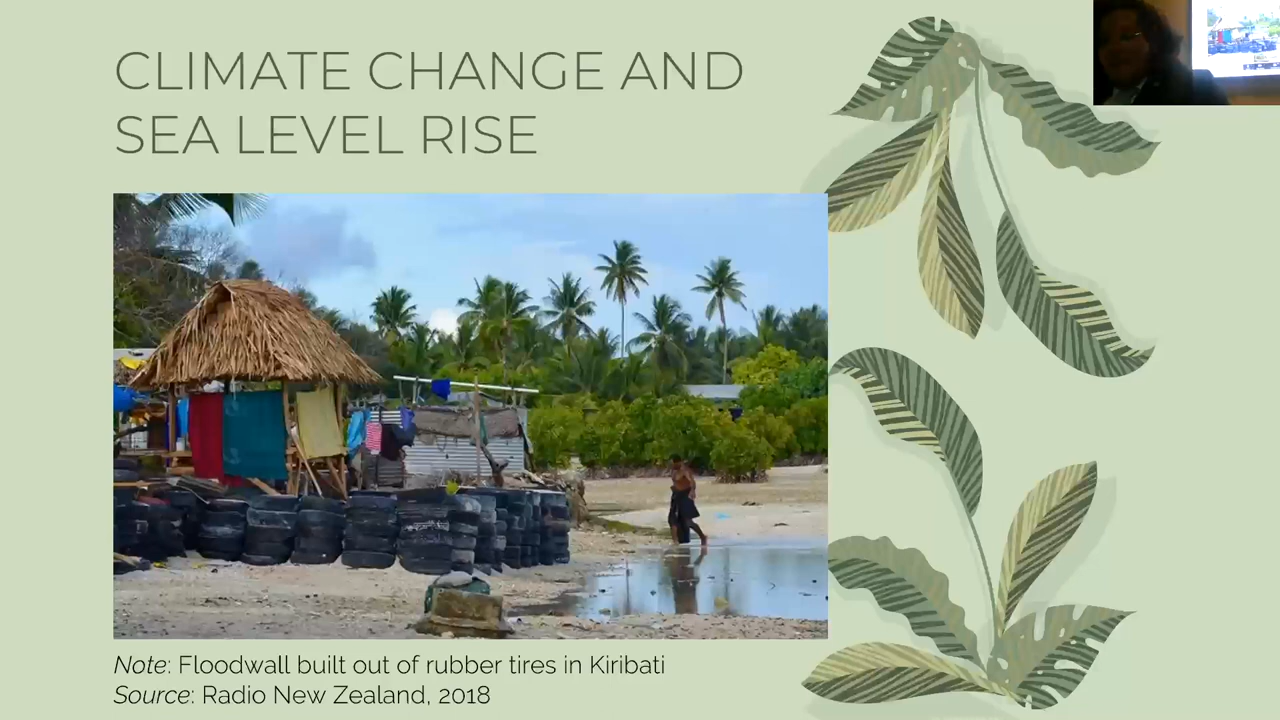 CLIMATE CHANGE AND
SEA LEVEL RISE
Note: Floodwall built out of rubber tires in Kiribati
Source: Radio New Zealand, 2018